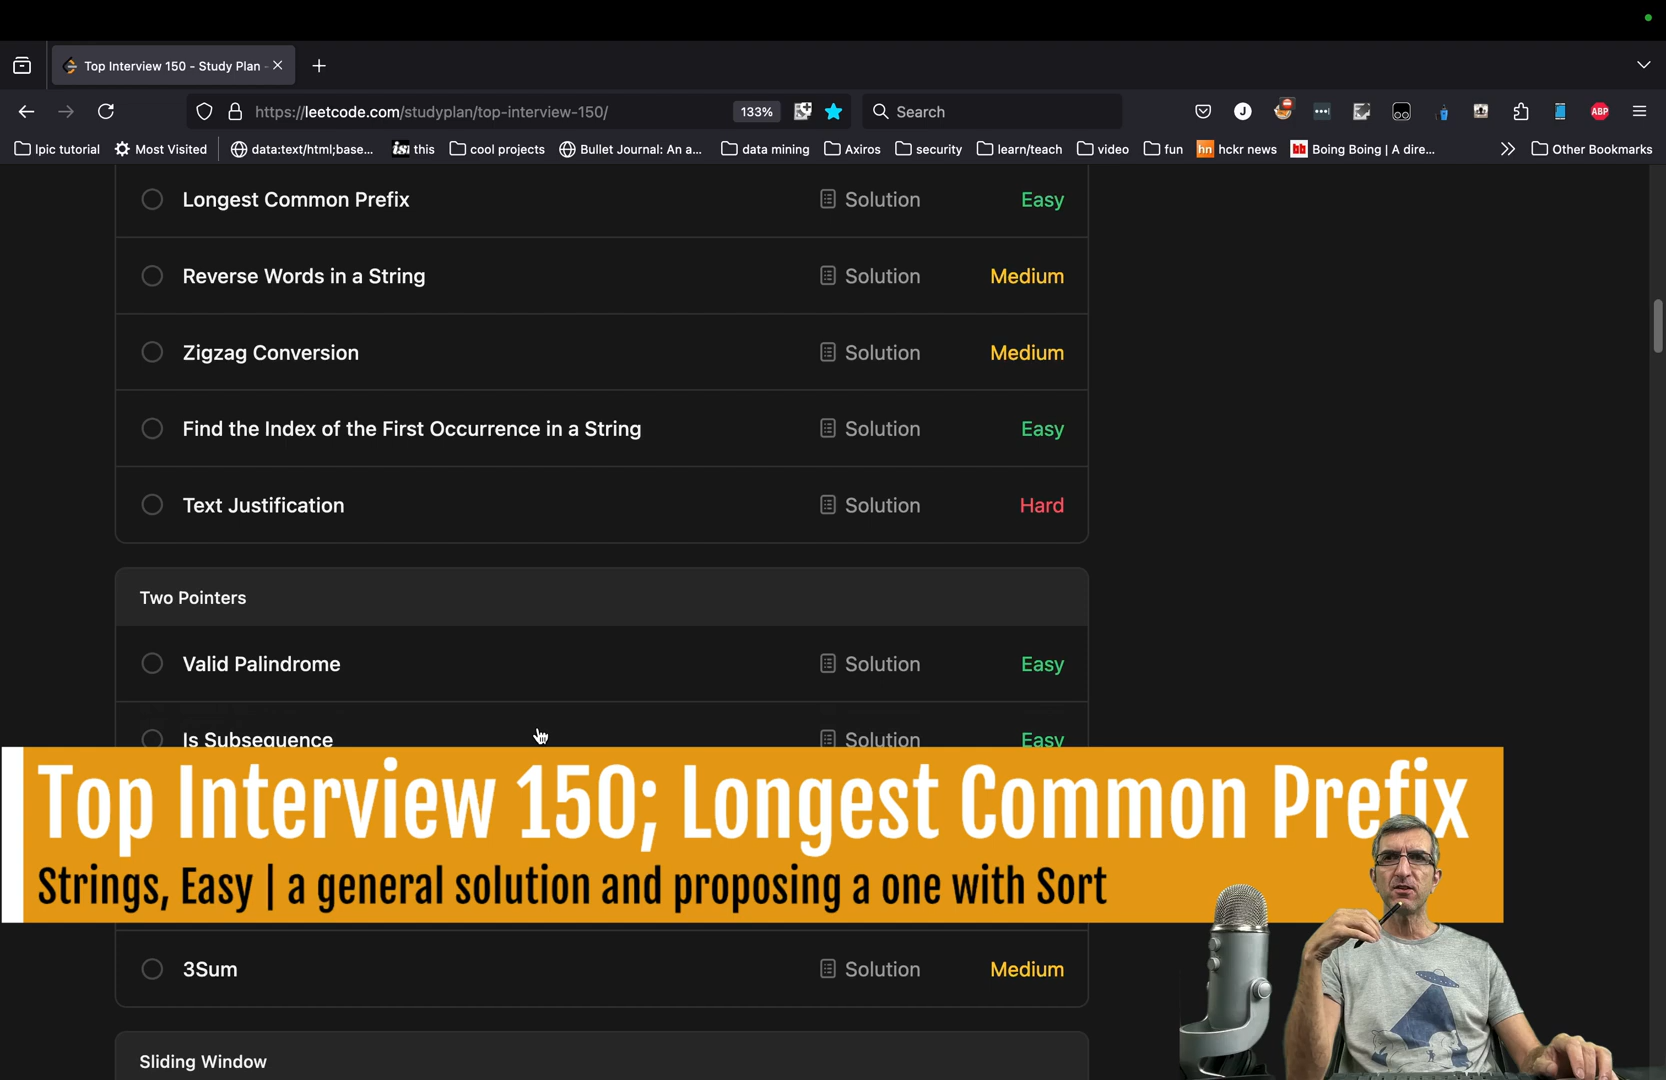 Top Interview 150 - Study Plan -
https://leetcode.com/studyplan/top-interview-150/
133%
Search
J
ABP
Ipic tutorial
Most Visited
data:text/html;base...
this
cool projects
Bullet Journal: An a...
data mining
Axiros
security
learn/teach
video
fun
hn hckr news
bb Boing Boing | A dire...
Other Bookmarks
Longest Common Prefix Solution Easy
Reverse Words in a String Solution Medium
Zigzag Conversion Solution Medium
Find the Index of the First Occurrence in a String Solution Easy
Text Justification Solution Hard
Two Pointers
Valid Palindrome Solution Easy
Is Subsequence Solution Easy
Top Interview 150; Longest Common Prefix
Strings, Easy | a general solution and proposing a one with Sort
3Sum Solution Medium
Sliding Window